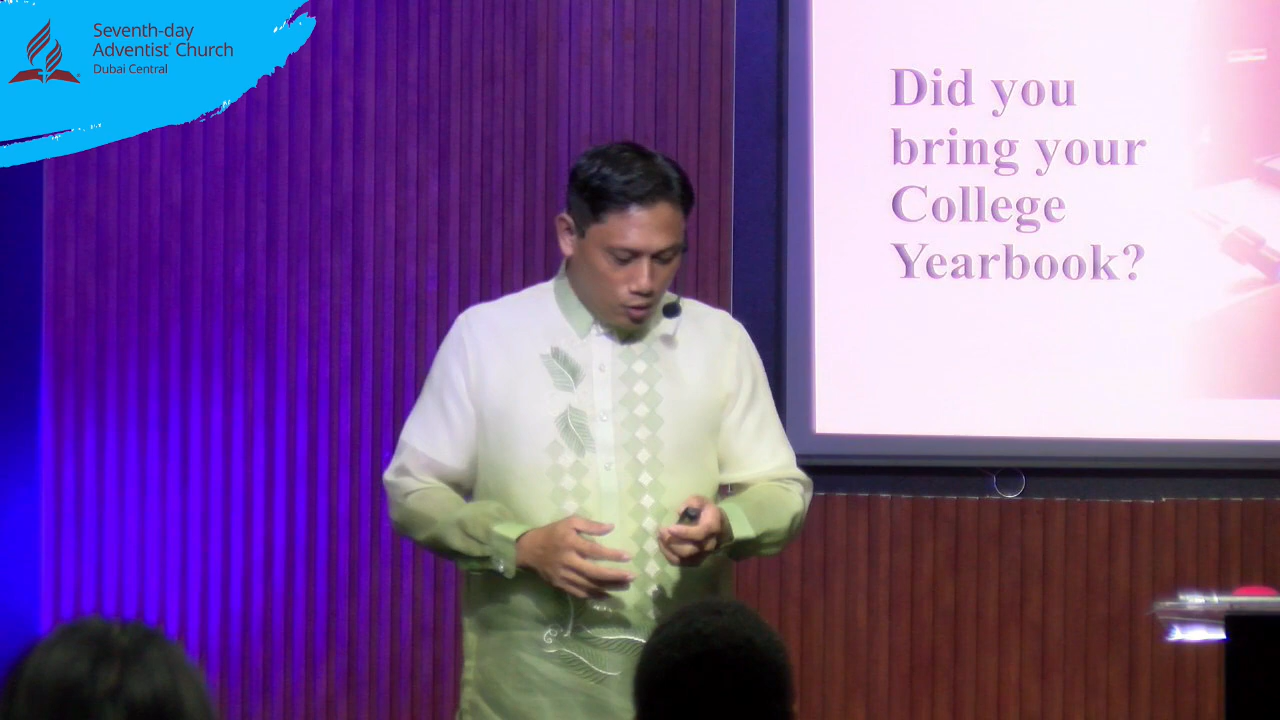 Seventh-day
Adventist® Church
Dubai Central
Did you
bring your
College
Yearbook?